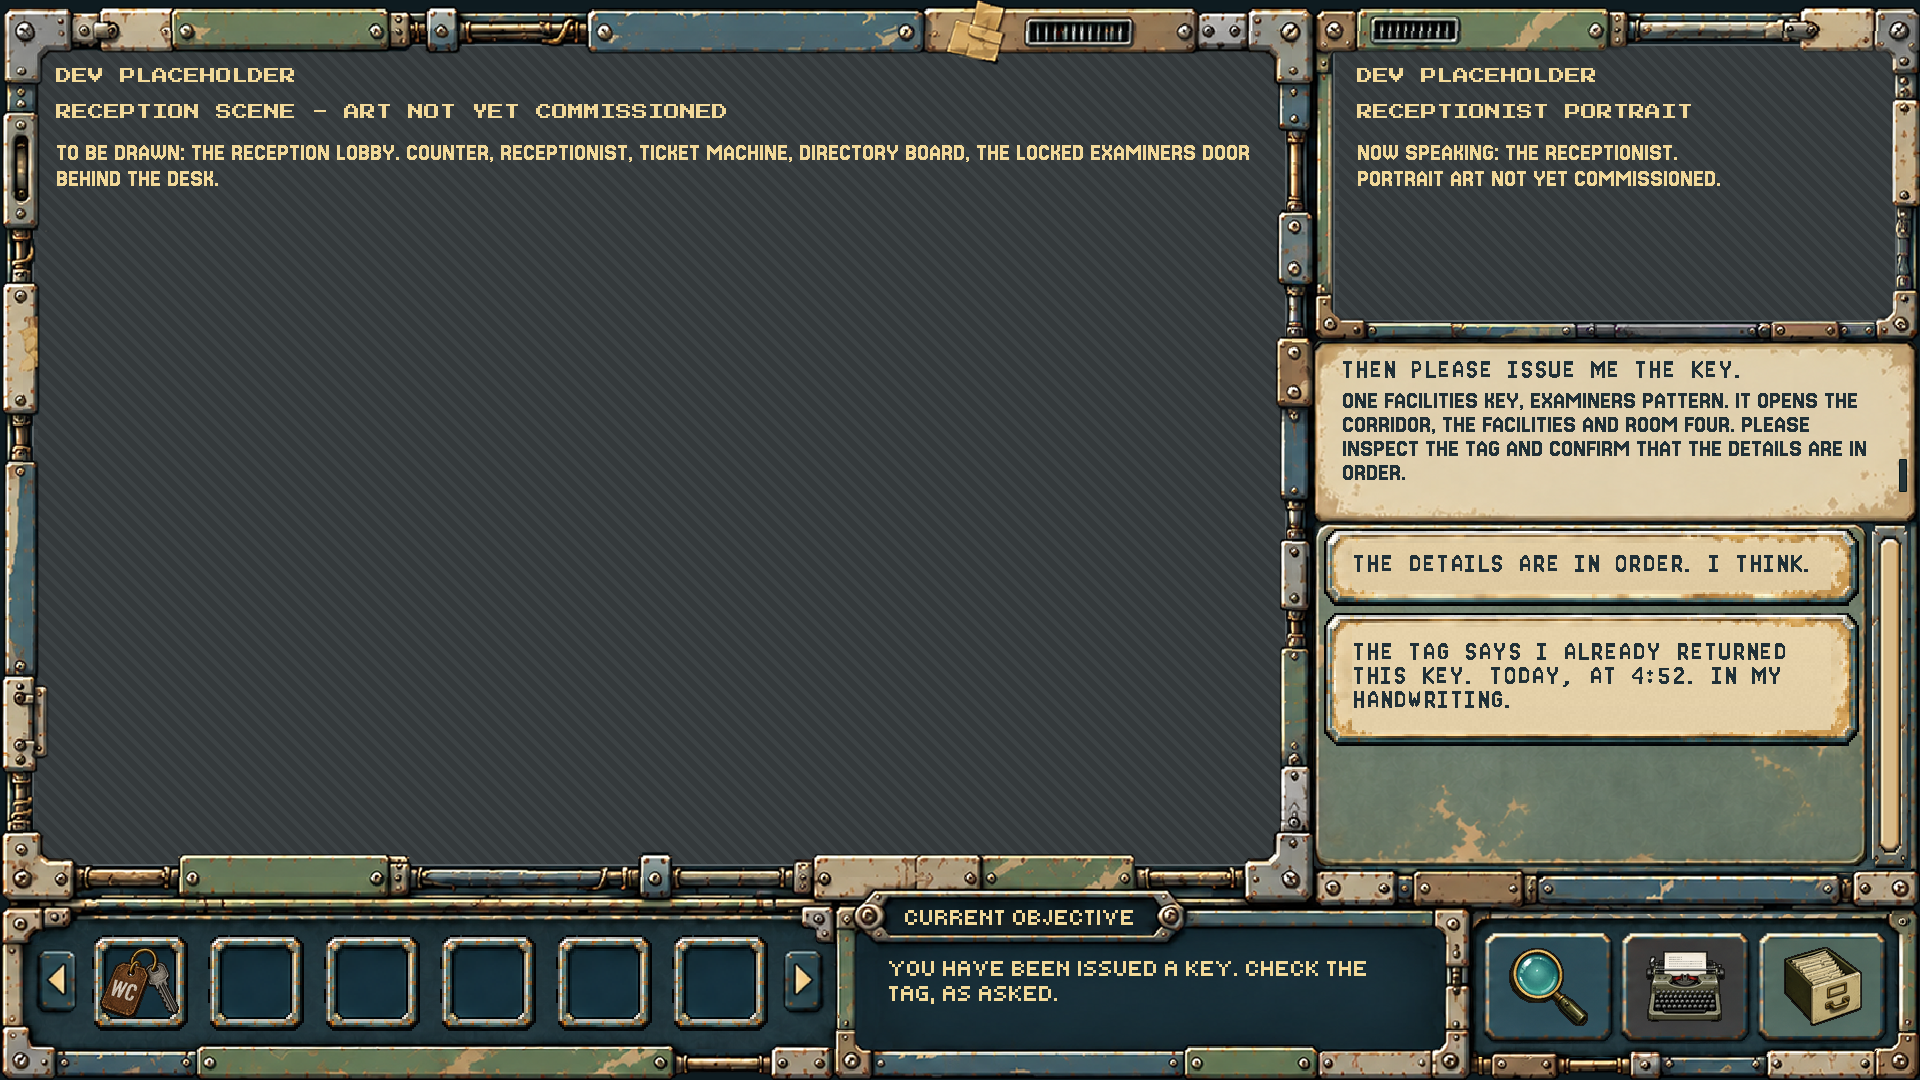 DEV PLACEHOLDER
RECEPTION SCENE - ART NOT YET COMMISSIONED
TO BE DRAWN: THE RECEPTION LOBBY. COUNTER, RECEPTIONIST, TICKET MACHINE, DIRECTORY BOARD, THE LOCKED EXAMINERS DOOR
BEHIND THE DESK.
DEV PLACEHOLDER
RECEPTIONIST PORTRAIT
NOW SPEAKING: THE RECEPTIONIST.
PORTRAIT ART NOT YET COMMISSIONED.
THEN PLEASE ISSUE ME THE KEY.
ONE FACILITIES KEY, EXAMINERS PATTERN. IT OPENS THE
CORRIDOR, THE FACILITIES AND ROOM FOUR. PLEASE
INSPECT THE TAG AND CONFIRM THAT THE DETAILS ARE IN
ORDER.
THE DETAILS ARE IN ORDER. I THINK.
THE TAG SAYS I ALREADY RETURNED
THIS KEY. TODAY, AT 4:52. IN MY
HANDWRITING.
WC
CURRENT OBJECTIVE
YOU HAVE BEEN ISSUED A KEY. CHECK THE
TAG, AS ASKED.